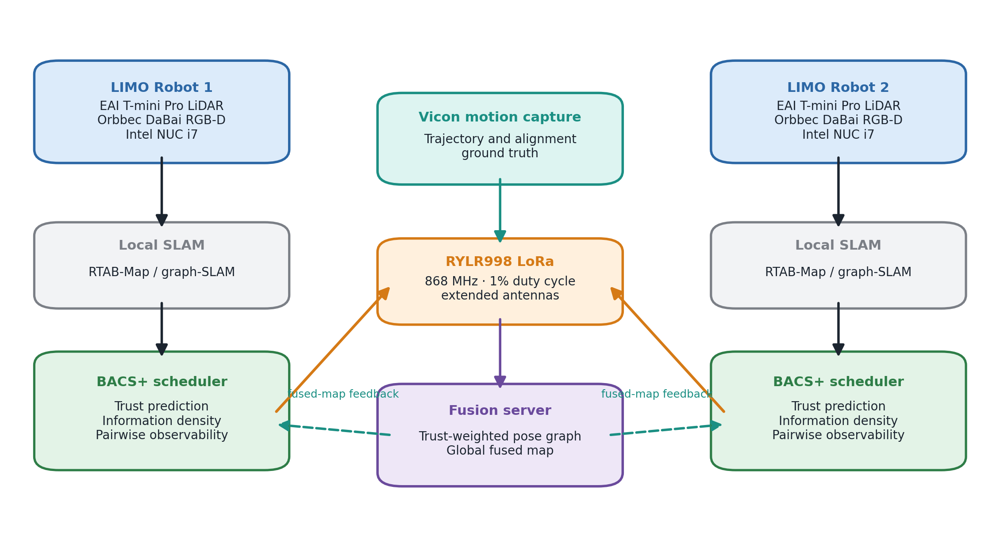 LIMO Robot 1
EAI T-mini Pro LiDAR
Orbbec DaBai RGB-D
Intel NUC i7
Local SLAM
RTAB-Map / graph-SLAM
BACS+ scheduler
Trust prediction
Information density
Pairwise observability
Vicon motion capture
Trajectory and alignment
ground truth
RYLR998 LoRa
868 MHz · 1% duty cycle
extended antennas
fused-map feedback
fused-map feedback
Fusion server
Trust-weighted pose graph
Global fused map
LIMO Robot 2
EAI T-mini Pro LiDAR
Orbbec DaBai RGB-D
Intel NUC i7
Local SLAM
RTAB-Map / graph-SLAM
BACS+ scheduler
Trust prediction
Information density
Pairwise observability